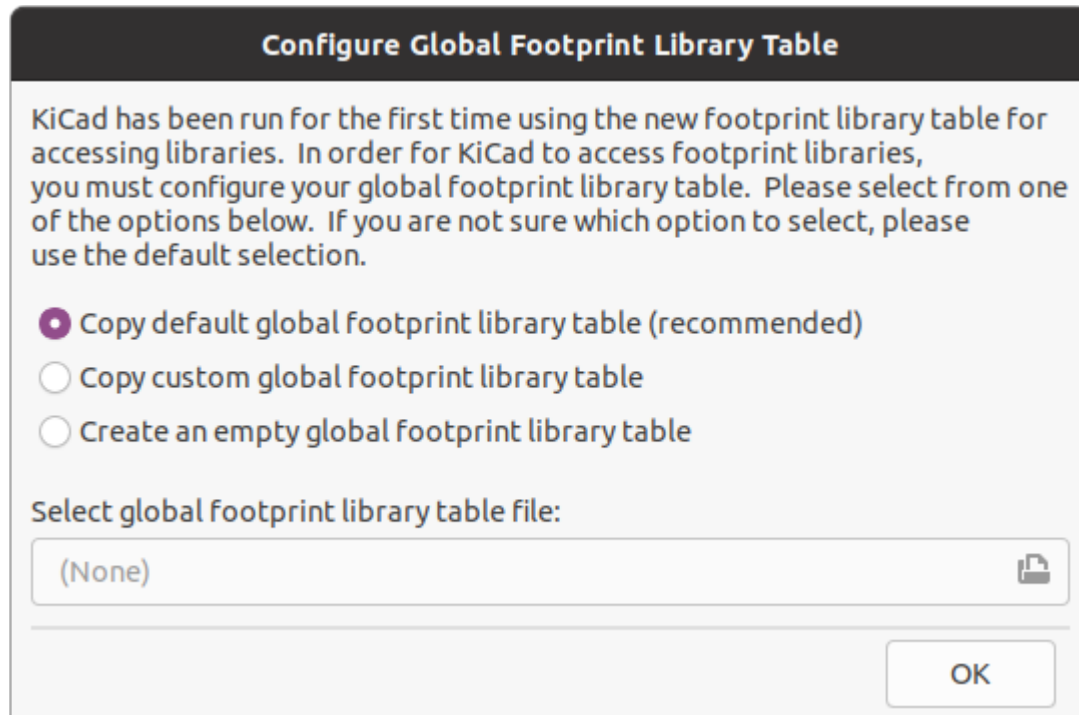 Configure Global Footprint Library Table
KiCad has been run for the first time using the new footprint library table for
accessing libraries.  In order for KiCad to access footprint libraries,
you must configure your global footprint library table.  Please select from one
of the options below.  If you are not sure which option to select, please
use the default selection.
Copy default global footprint library table (recommended)
Copy custom global footprint library table
Create an empty global footprint library table
Select global footprint library table file:
(None)
OK